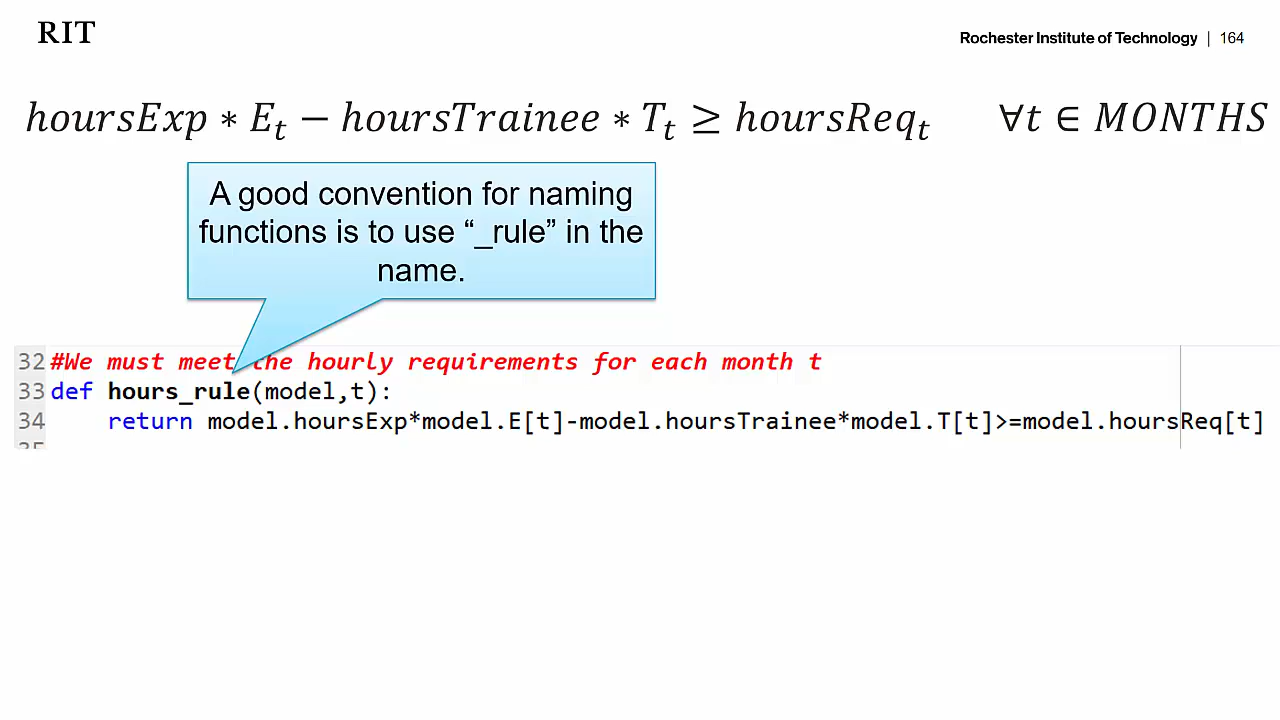 RIT
Rochester Institute of Technology | 164
hoursExp * E_t − hoursTrainee * T_t ≥ hoursReq_t ∀t ∈ MONTHS
A good convention for naming
functions is to use “_rule” in the
name.
32 #We must meet the hourly requirements for each month t
33 def hours_rule(model,t):
34 return model.hoursExp*model.E[t]-model.hoursTrainee*model.T[t]>=model.hoursReq[t]